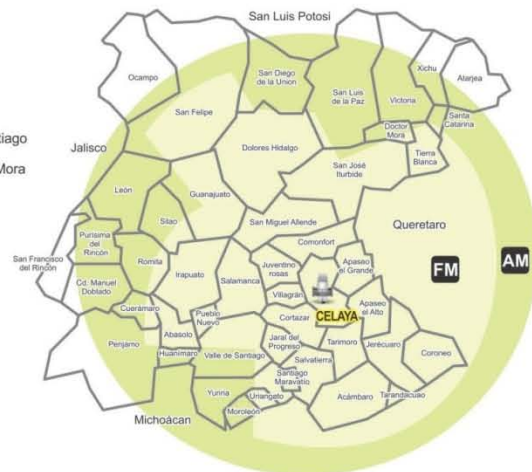 San Luis Potosi
Ocampo
San Diego
de la Union
Xichu
Atarjea
San Felipe
San Luis
de la Paz
Victoria
Santa
Catarina
tiago
Mora
Jalisco
Dolores Hidalgo
Doctor
Mora
Tierra
Blanca
León
San José
Iturbide
Guanajuato
Silao
San Miguel Allende
Queretaro
Purisima
del
Rincón
San Francisco
del Rincón
Romita
Comonfort
Irapuato
Juventino
rosas
Apaseo
el Grande
FM
AM
Cd. Manuel
Doblado
Salamanca
Villagrán
Cuerámaro
Pueblo
Nuevo
Cortazar
CELAYA
Apaseo
el Alto
Penjamo
Abasolo
Jaral del
Progreso
Tarimoro
Jerécuaro
Huanimaro
Valle de Santiago
Salvatierra
Coroneo
Santiago
Maravatío
Yuriria
Uriangato
Acámbaro
Tarandacuao
Moroleón
Michoácan